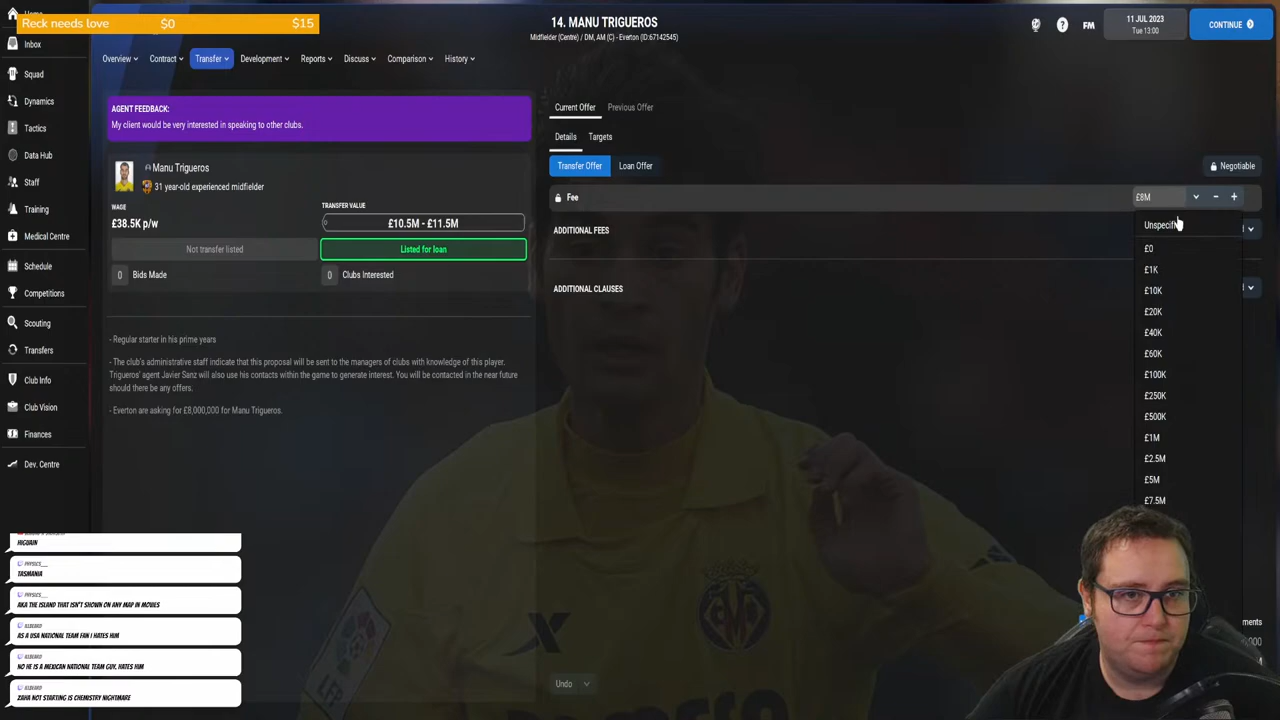 Reck needs love $0 $15
14. MANU TRIGUEROS
Midfielder (Centre) / DM, AM (C) - Everton (ID:67142545)
FM
11 JUL 2023
Tue 13:00
CONTINUE
Inbox
Squad
Dynamics
Tactics
Data Hub
Staff
Training
Medical Centre
Schedule
Competitions
Scouting
Transfers
Club Info
Club Vision
Finances
Dev. Centre
Overview
Contract
Transfer
Development
Reports
Discuss
Comparison
History
AGENT FEEDBACK:
My client would be very interested in speaking to other clubs.
Manu Trigueros
31 year-old experienced midfielder
WAGE
£38.5K p/w
TRANSFER VALUE
£10.5M - £11.5M
Not transfer listed
Listed for loan
0 Bids Made
0 Clubs Interested
- Regular starter in his prime years
- The club's administrative staff indicate that this proposal will be sent to the managers of clubs with knowledge of this player.
Trigueros' agent Javier Sanz will also use his contacts within the game to generate interest. You will be contacted in the near future
should there be any offers.
- Everton are asking for £8,000,000 for Manu Trigueros.
Current Offer
Previous Offer
Details
Targets
Transfer Offer
Loan Offer
Negotiable
Fee
£8M
ADDITIONAL FEES
ADDITIONAL CLAUSES
£0
£1K
£10K
£20K
£40K
£60K
£100K
£250K
£500K
£1M
£2.5M
£5M
£7.5M
Undo
HIGUAIN
PHYSICS__
TASMANIA
PHYSICS__
AKA THE ISLAND THAT ISN'T SHOWN ON ANY MAP IN MOVIES
AS A USA NATIONAL TEAM FAN I HATES HIM
NO HE IS A MEXICAN NATIONAL TEAM GUY, HATES HIM
ZAHA NOT STARTING IS CHEMISTRY NIGHTMARE